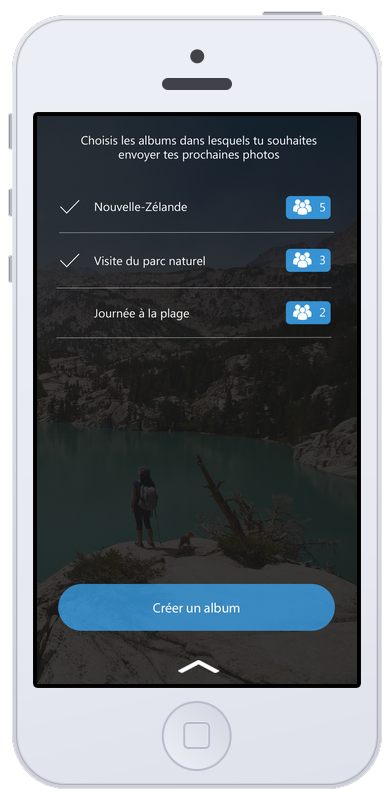 Choisis les albums dans lesquels tu souhaites
envoyer tes prochaines photos
Nouvelle-Zélande 5
Visite du parc naturel 3
Journée à la plage 2
Créer un album